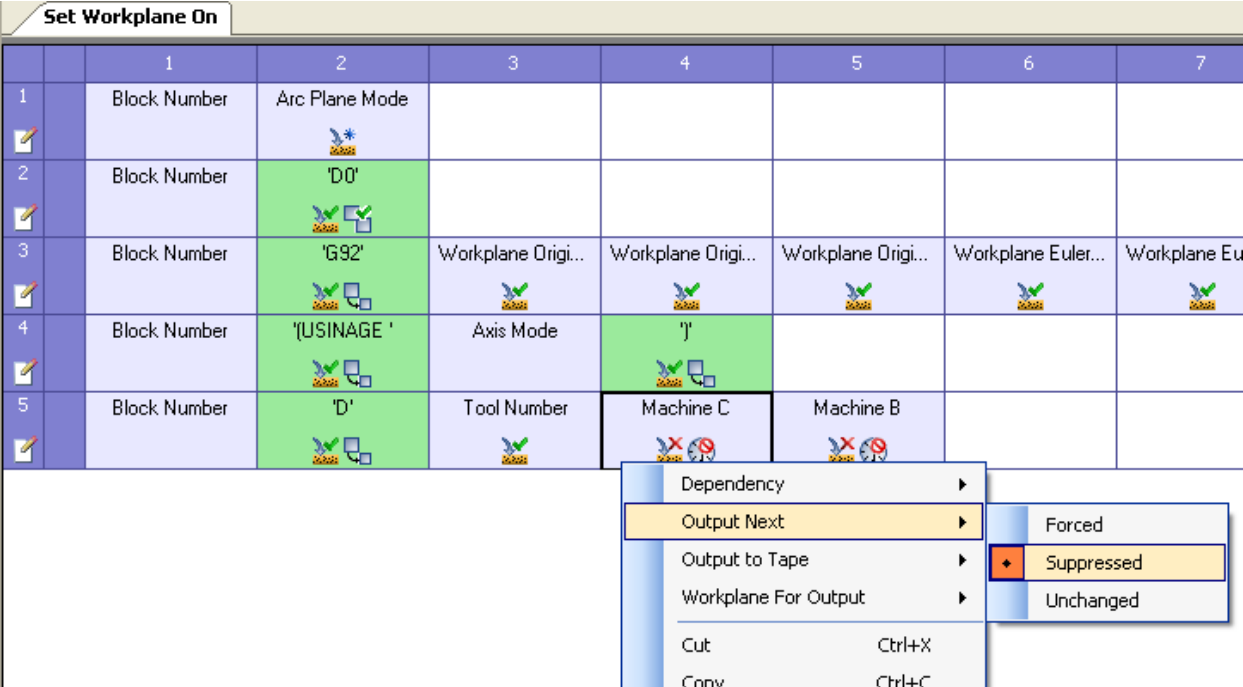 Set Workplane On
1 2 3 4 5 6 7
1 Block Number Arc Plane Mode
2 Block Number 'D0'
3 Block Number 'G92' Workplane Origi... Workplane Origi... Workplane Origi... Workplane Euler... Workplane Eu
4 Block Number '(USINAGE ' Axis Mode ')'
5 Block Number 'D' Tool Number Machine C Machine B
Dependency
Output Next
Forced
Output to Tape
Suppressed
Workplane For Output
Unchanged
Cut Ctrl+X
Copy Ctrl+C